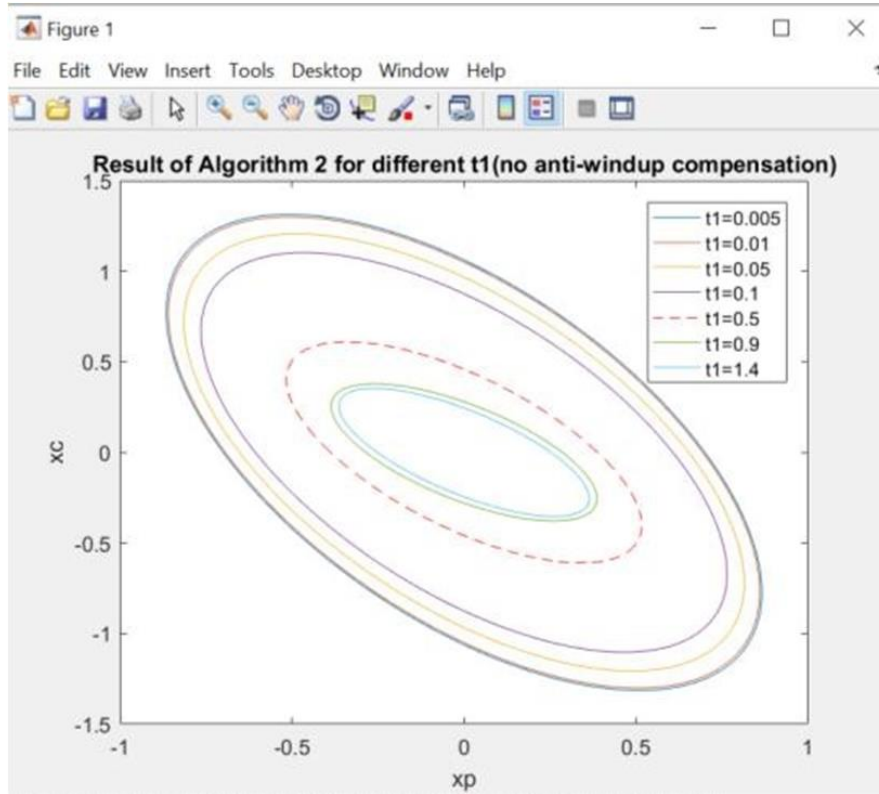 Figure 1
File Edit View Insert Tools Desktop Window Help
Result of Algorithm 2 for different t1(no anti-windup compensation)
1.5
1
0.5
0
-0.5
-1
-1.5
xc
t1=0.005
t1=0.01
t1=0.05
t1=0.1
t1=0.5
t1=0.9
t1=1.4
-1 -0.5 0 0.5 1
xp